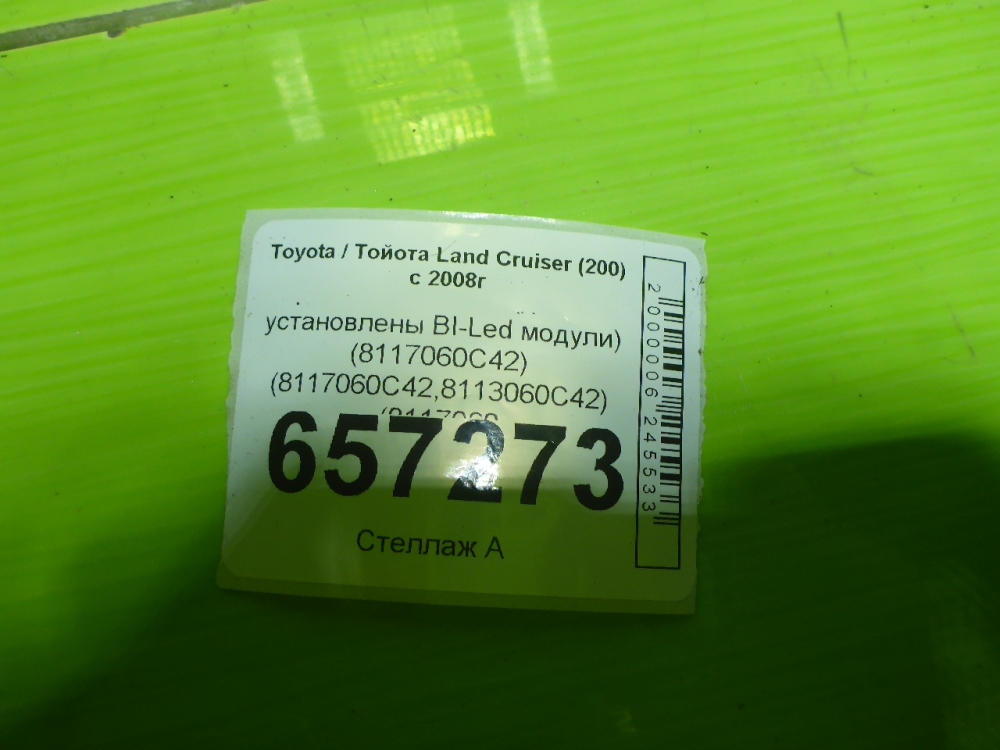 Toyota / Тойота Land Cruiser (200)
с 2008г
установлены BI-Led модули)
(8117060C42)
(8117060C42,8113060C42)
657273
Стеллаж А
2000006245533